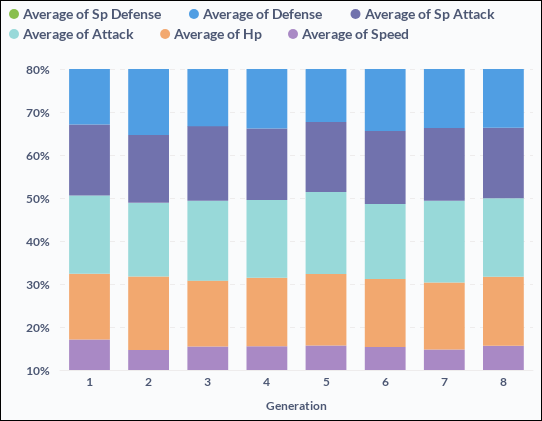 Average of Sp Defense Average of Defense Average of Sp Attack
Average of Attack Average of Hp Average of Speed
80%
70%
60%
50%
40%
30%
20%
10%
1 2 3 4 5 6 7 8
Generation